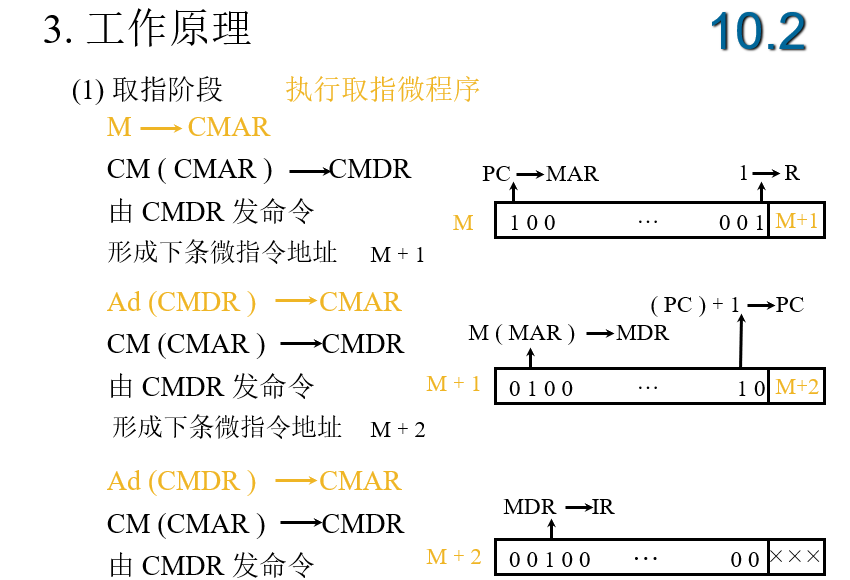 3. 工作原理
10.2
(1) 取指阶段 执行取指微程序
M → CMAR
CM ( CMAR ) → CMDR
由 CMDR 发命令
形成下条微指令地址 M + 1
PC → MAR 1 → R
M 1 0 0 ··· 0 0 1 M+1
Ad (CMDR ) → CMAR
CM (CMAR ) → CMDR
由 CMDR 发命令
形成下条微指令地址 M + 2
( PC ) + 1 → PC
M ( MAR ) → MDR
M + 1 0 1 0 0 ··· 1 0 M+2
Ad (CMDR ) → CMAR
CM (CMAR ) → CMDR
由 CMDR 发命令
MDR → IR
M + 2 0 0 1 0 0 ··· 0 0 ×××